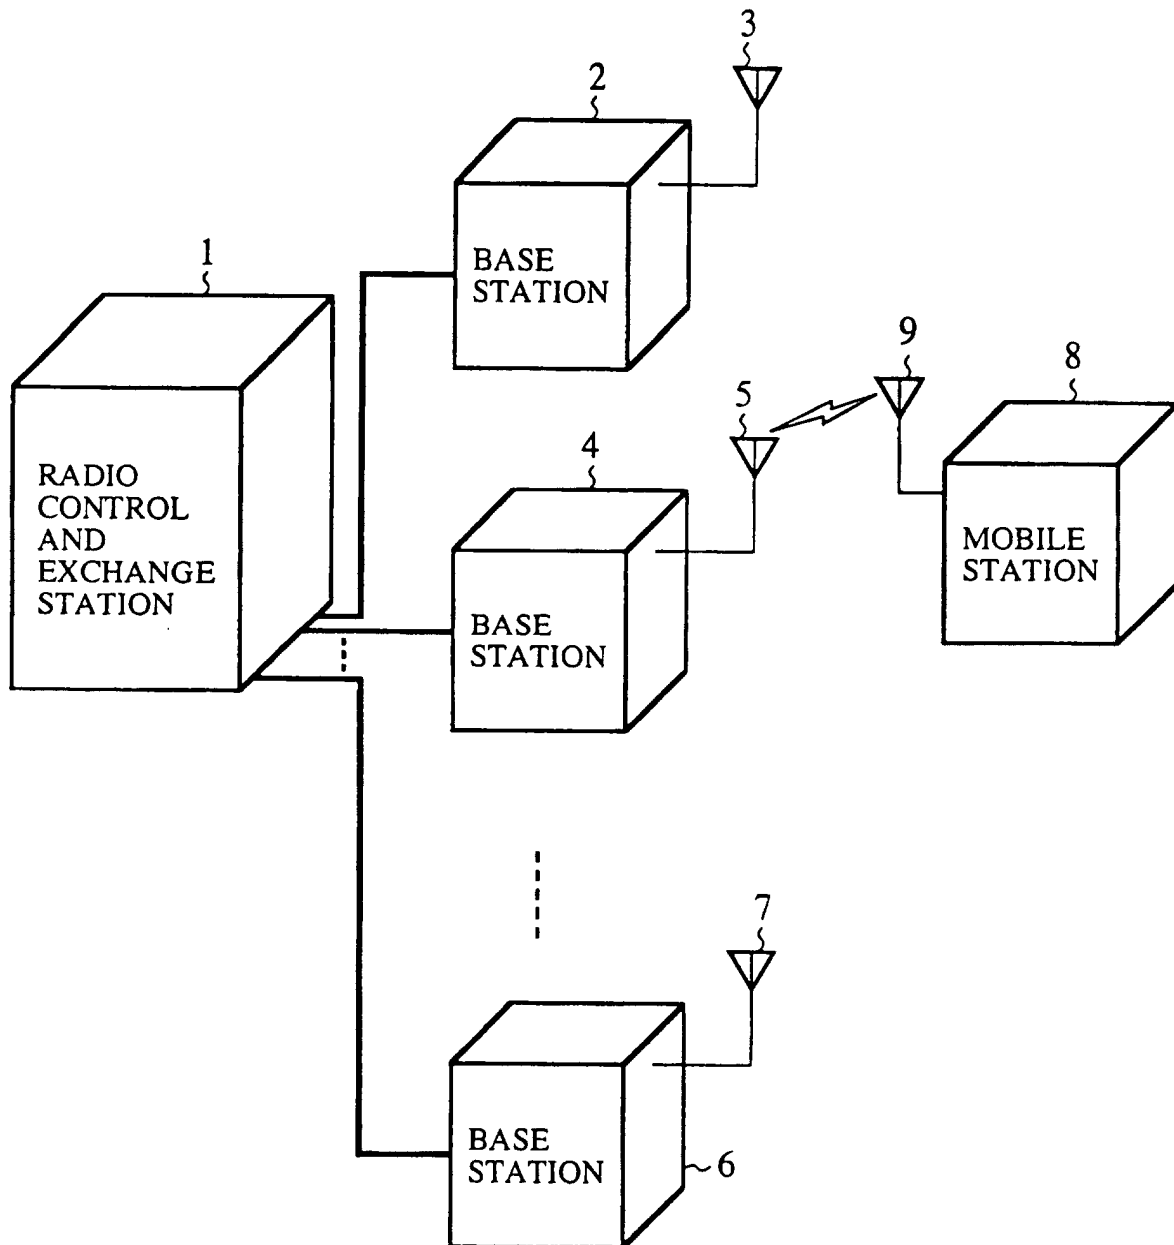 3
2
BASE
STATION
1
RADIO
CONTROL
AND
EXCHANGE
STATION
9
8
MOBILE
STATION
5
4
BASE
STATION
7
BASE
STATION
6